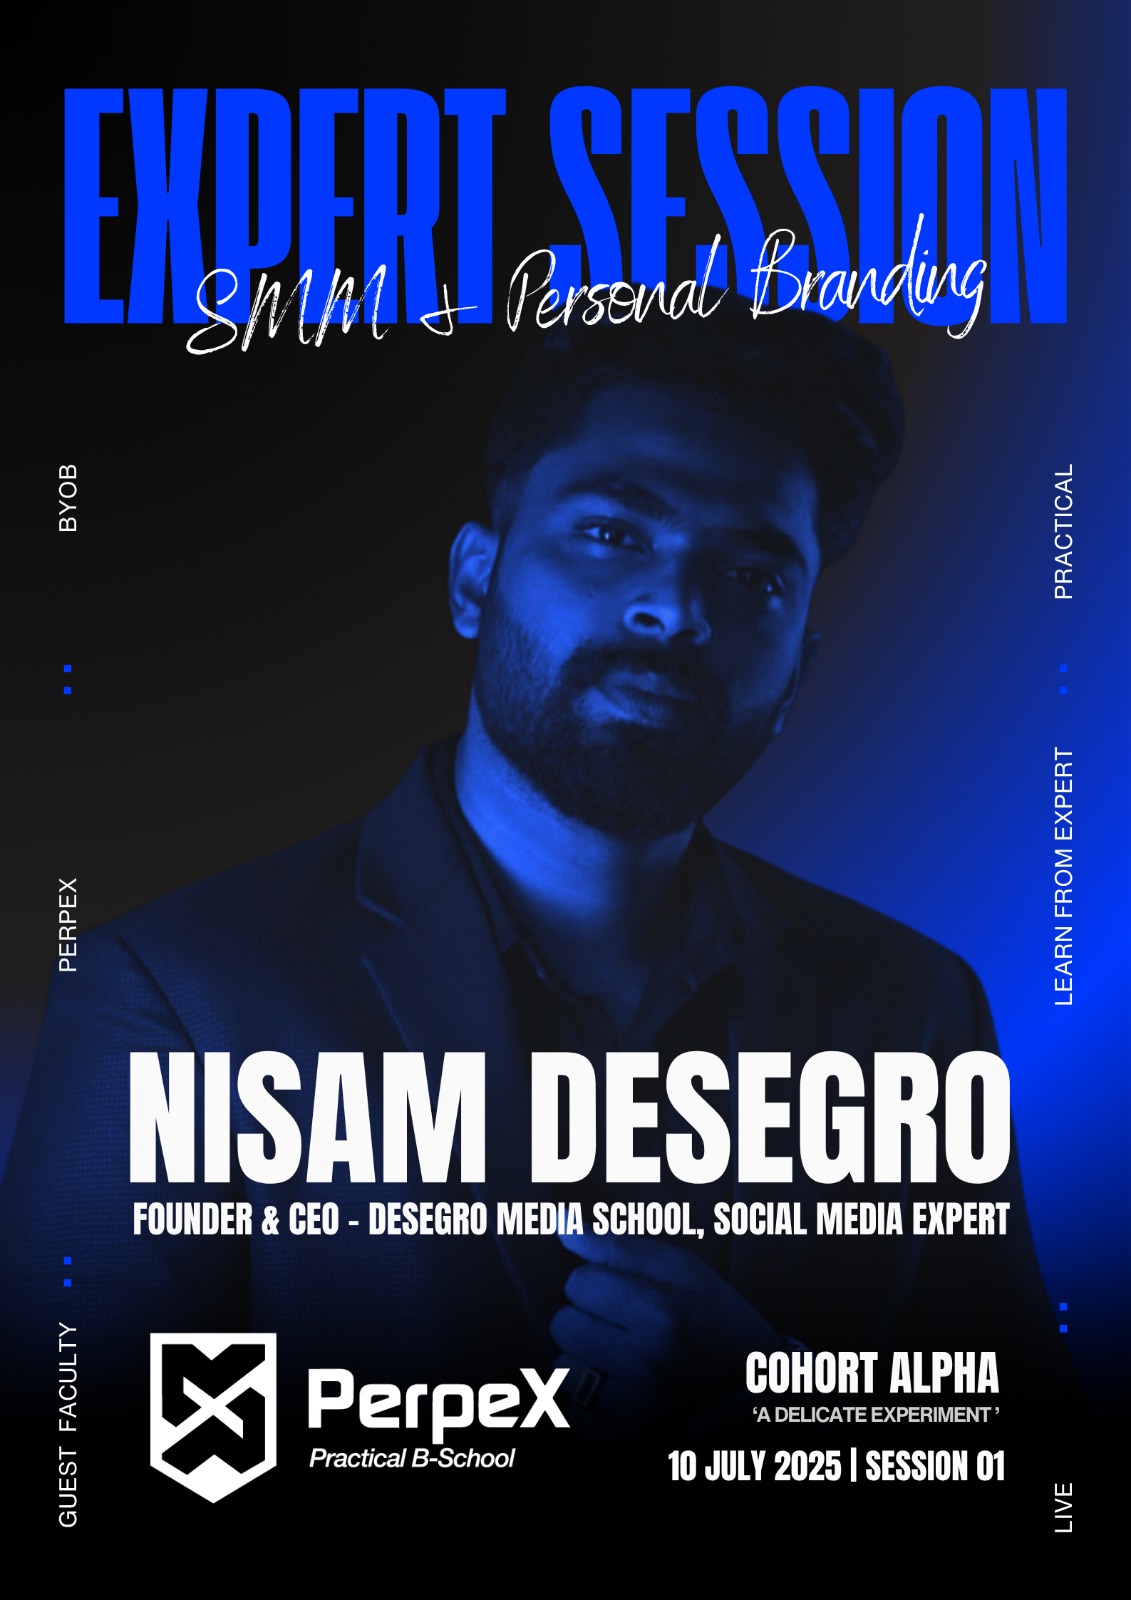 EXPERT SESSION
SMM & Personal Branding
BYOB
PERPEX
GUEST FACULTY
PRACTICAL
LEARN FROM EXPERT
LIVE
NISAM DESEGRO
FOUNDER & CEO - DESEGRO MEDIA SCHOOL, SOCIAL MEDIA EXPERT
PerpeX
Practical B-School
COHORT ALPHA
‘A DELICATE EXPERIMENT’
10 JULY 2025 | SESSION 01